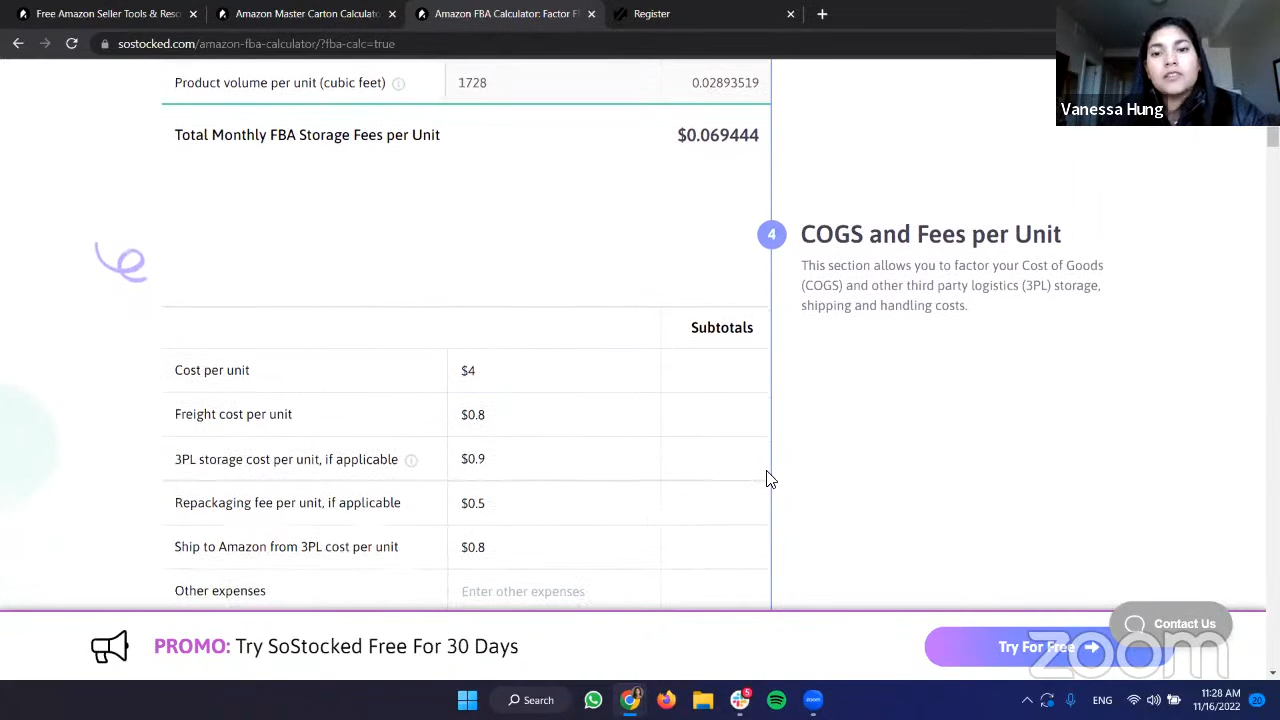 Free Amazon Seller Tools & Reso
Amazon Master Carton Calculato
Amazon FBA Calculator: Factor F
Register
sostocked.com/amazon-fba-calculator/?fba-calc=true
Vanessa Hung
Product volume per unit (cubic feet) 1728 0.02893519
Total Monthly FBA Storage Fees per Unit $0.069444
4 COGS and Fees per Unit
This section allows you to factor your Cost of Goods
(COGS) and other third party logistics (3PL) storage,
shipping and handling costs.
Subtotals
Cost per unit $4
Freight cost per unit $0.8
3PL storage cost per unit, if applicable $0.9
Repackaging fee per unit, if applicable $0.5
Ship to Amazon from 3PL cost per unit $0.8
Other expenses Enter other expenses
PROMO: Try SoStocked Free For 30 Days
Try For Free
Contact Us
zoom
Search
5
zoom
ENG
11:28 AM
11/16/2022
20